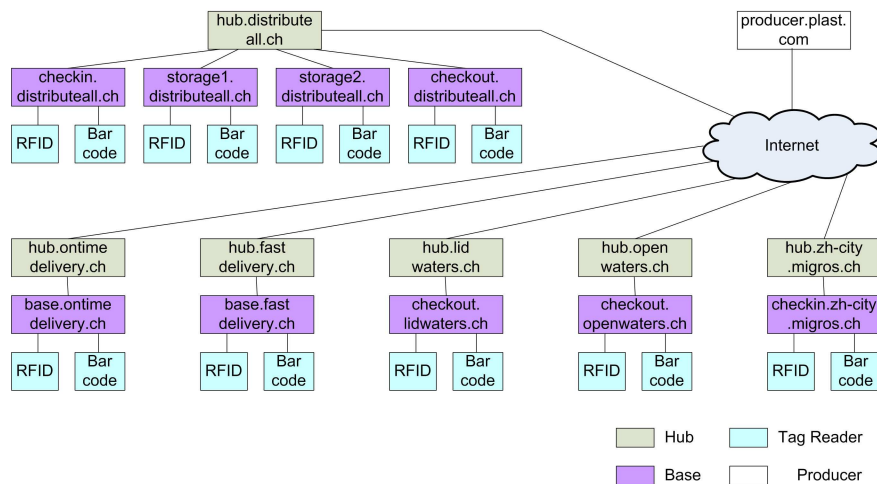 hub.distribute
all.ch
producer.plast.
com
checkin.
distributeall.ch
storage1.
distributeall.ch
storage2.
distributeall.ch
checkout.
distributeall.ch
RFID
Bar
code
RFID
Bar
code
RFID
Bar
code
RFID
Bar
code
Internet
hub.ontime
delivery.ch
hub.fast
delivery.ch
hub.lid
waters.ch
hub.open
waters.ch
hub.zh-city
.migros.ch
base.ontime
delivery.ch
base.fast
delivery.ch
checkout.
lidwaters.ch
checkout.
openwaters.ch
checkin.zh-city
.migros.ch
RFID
Bar
code
RFID
Bar
code
RFID
Bar
code
RFID
Bar
code
RFID
Bar
code
Hub
Tag Reader
Base
Producer